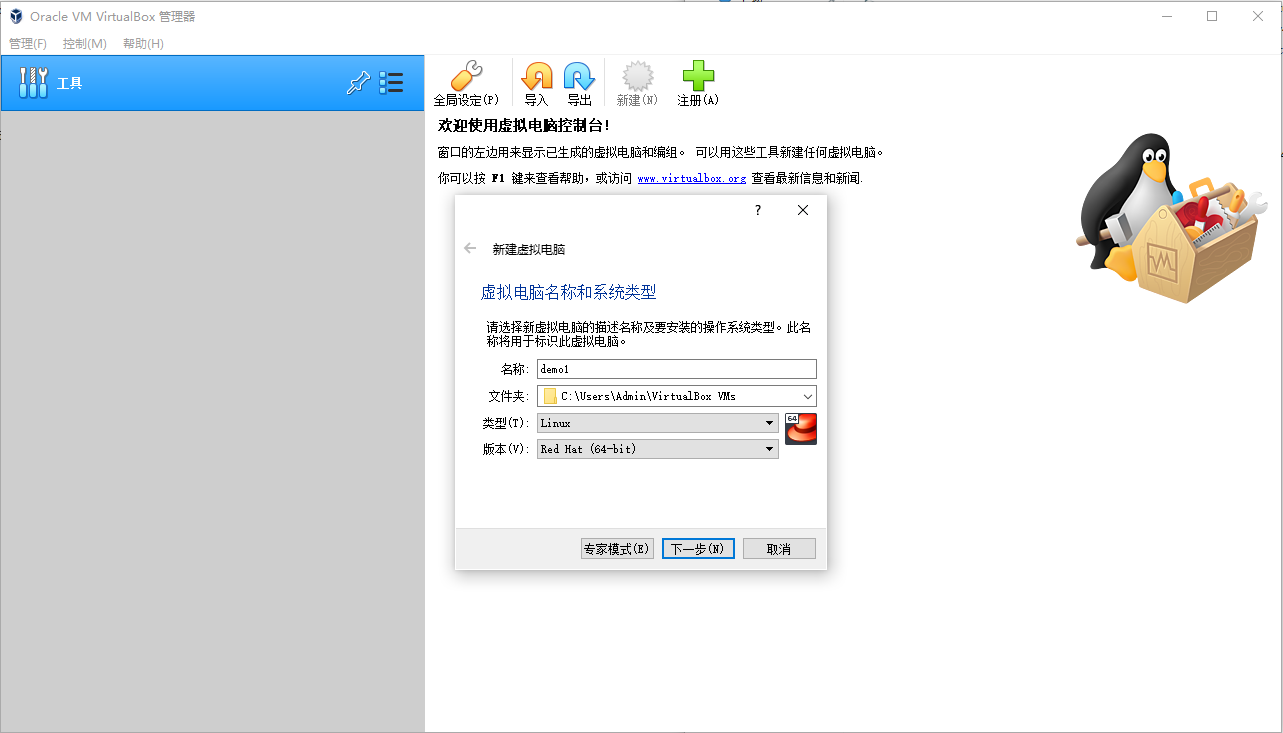 Oracle VM VirtualBox 管理器
管理(F) 控制(M) 帮助(H)
工具
全局设定(P) 导入 导出 新建(N) 注册(A)
欢迎使用虚拟电脑控制台!
窗口的左边用来显示已生成的虚拟电脑和编组。 可以用这些工具新建任何虚拟电脑。
你可以按 F1 键来查看帮助，或访问 www.virtualbox.org 查看最新信息和新闻.
?
新建虚拟电脑
虚拟电脑名称和系统类型
请选择新虚拟电脑的描述名称及要安装的操作系统类型。此名
称将用于标识此虚拟电脑。
名称: demo1
文件夹: C:\Users\Admin\VirtualBox VMs
类型(T): Linux
64
版本(V): Red Hat (64-bit)
专家模式(E) 下一步(N) 取消